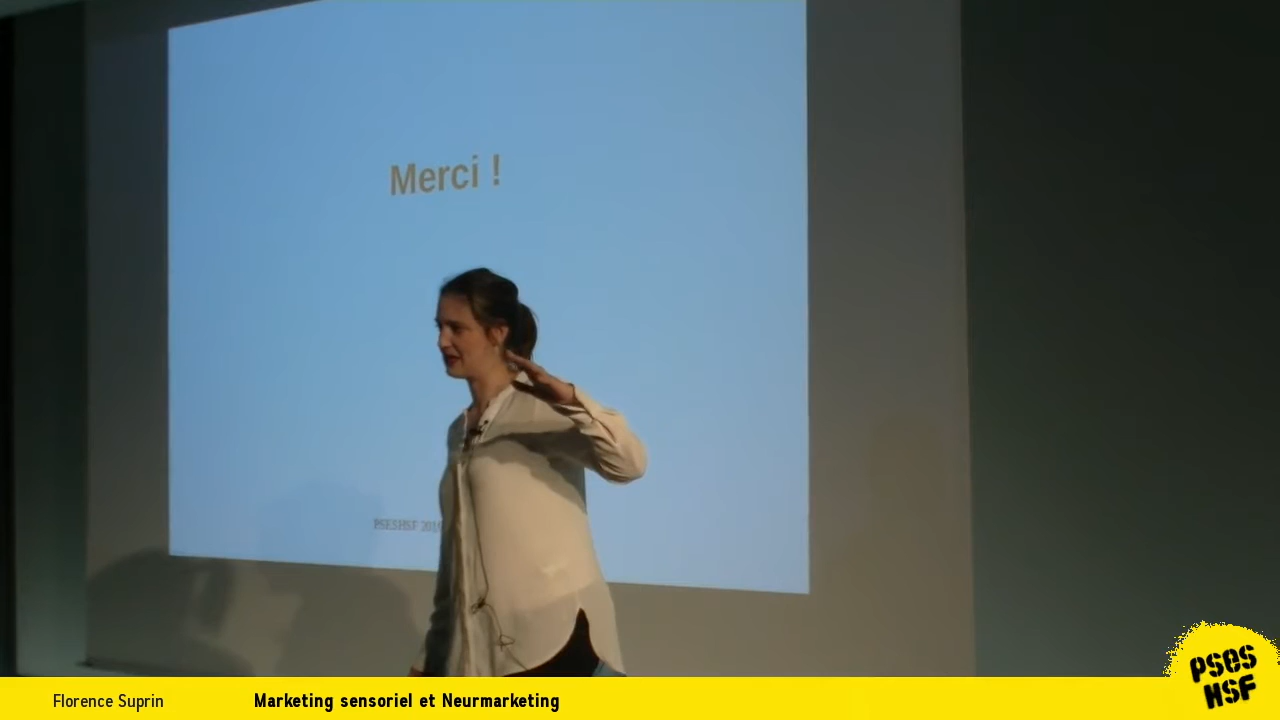 Merci !
PSESHSF 201
Florence Suprin
Marketing sensoriel et Neurmarketing
PSES
HSF